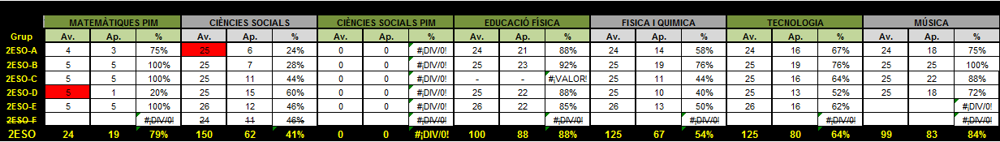 MATEMÀTIQUES PIM CIÈNCIES SOCIALS CIÈNCIES SOCIALS PIM EDUCACIÓ FÍSICA FISICA I QUIMICA TECNOLOGIA MÚSICA
Grup Av. Ap. % Av. Ap. % Av. Ap. % Av. Ap. % Av. Ap. % Av. Ap. % Av. Ap. %
2ESO-A 4 3 75% 25 6 24% 0 0 #¡DIV/0! 24 21 88% 24 14 58% 24 16 67% 24 18 75%
2ESO-B 5 5 100% 25 7 28% 0 0 #¡DIV/0! 25 23 92% 25 19 76% 25 19 76% 25 25 100%
2ESO-C 5 5 100% 25 11 44% 0 0 #¡DIV/0! - - #¡VALOR! 25 11 44% 25 16 64% 25 22 88%
2ESO-D 5 1 20% 25 15 60% 0 0 #¡DIV/0! 25 22 88% 25 10 40% 25 13 52% 25 18 72%
2ESO-E 5 5 100% 26 12 46% 0 0 #¡DIV/0! 26 22 85% 26 13 50% 26 16 62% #¡DIV/0!
2ESO-F #¡DIV/0! 24 11 46% #¡DIV/0! #¡DIV/0! #¡DIV/0! #¡DIV/0!
2ESO 24 19 79% 150 62 41% 0 0 #¡DIV/0! 100 88 88% 125 67 54% 125 80 64% 99 83 84%